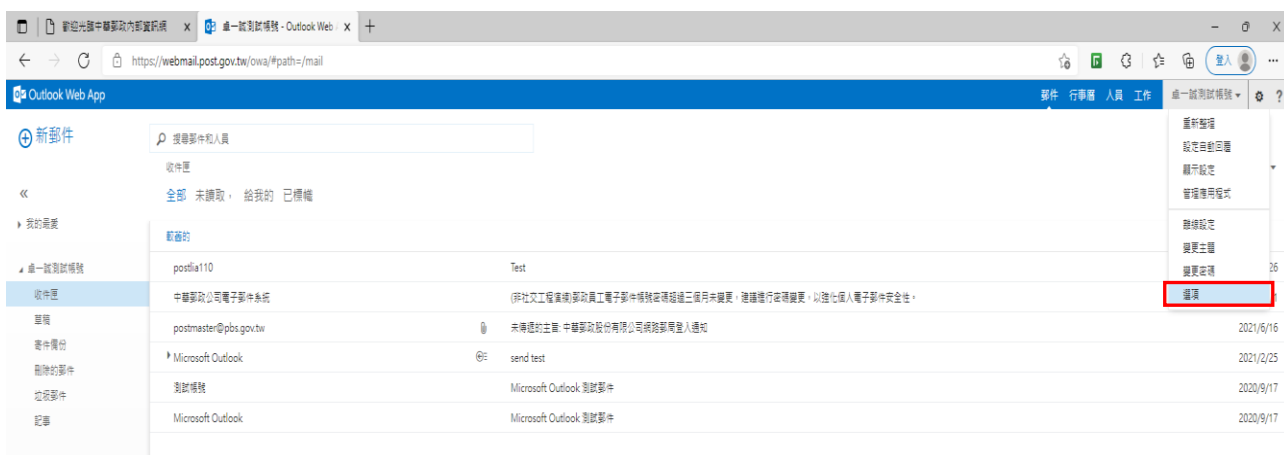 歡迎光臨中華郵政內部資訊網
卓一誠測試帳號 - Outlook Web
https://webmail.post.gov.tw/owa/#path=/mail
登入
Outlook Web App
郵件 行事曆 人員 工作 卓一誠測試帳號 ?
新郵件
搜尋郵件和人員
收件匣
全部 未讀取, 給我的 已標幟
重新整理
設定自動回覆
顯示設定
管理應用程式
離線設定
變更主題
變更密碼
選項
我的最愛
卓一誠測試帳號
收件匣
草稿
寄件備份
刪除的郵件
垃圾郵件
記事
較舊的
postlia110 Test 26
中華郵政公司電子郵件系統 (非社交工程演練)郵政員工電子郵件帳號密碼超過三個月未變更,建議進行密碼變更,以強化個人電子郵件安全性。
postmaster@pbs.gov.tw 未傳遞的主旨: 中華郵政股份有限公司網路郵局登入通知 2021/6/16
Microsoft Outlook send test 2021/2/25
測試帳號 Microsoft Outlook 測試郵件 2020/9/17
Microsoft Outlook Microsoft Outlook 測試郵件 2020/9/17